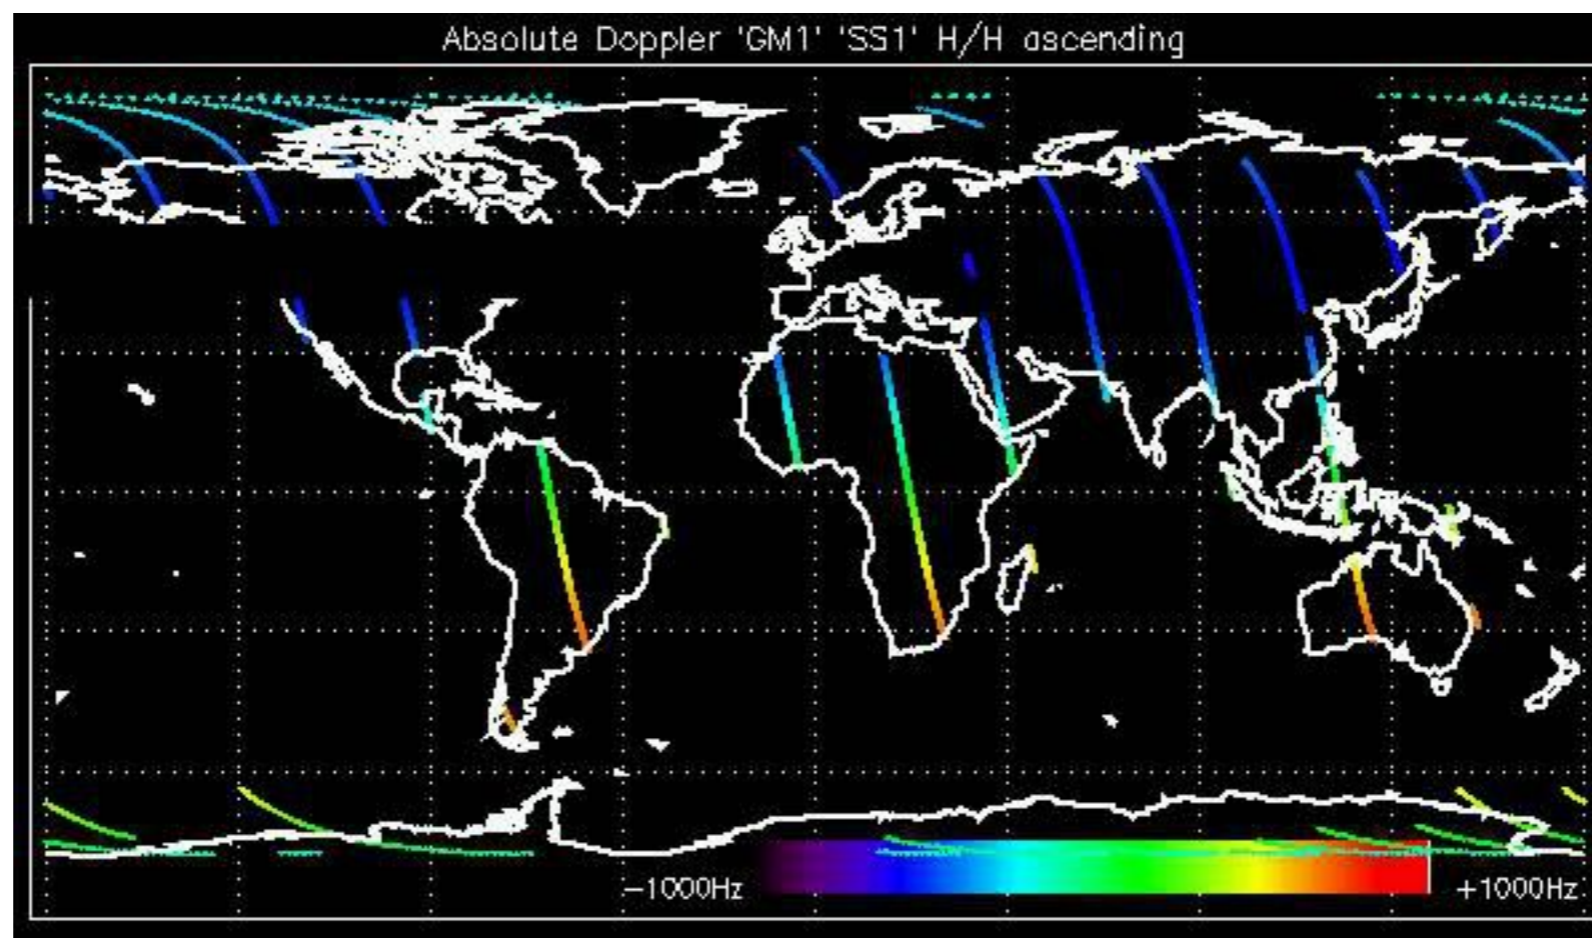 Absolute Doppler 'GM1' 'SS1' H/H ascending
-1000Hz
+1000Hz